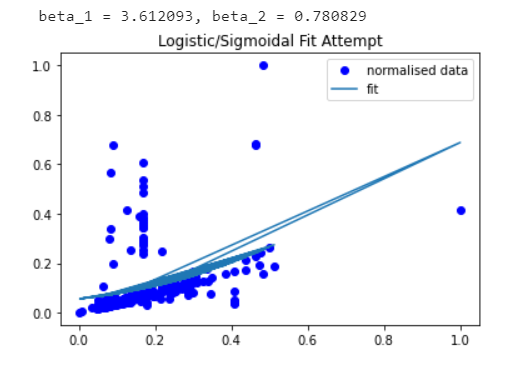 beta_1 = 3.612093, beta_2 = 0.780829
Logistic/Sigmoidal Fit Attempt
normalised data
fit
1.0
0.8
0.6
0.4
0.2
0.0
0.0 0.2 0.4 0.6 0.8 1.0